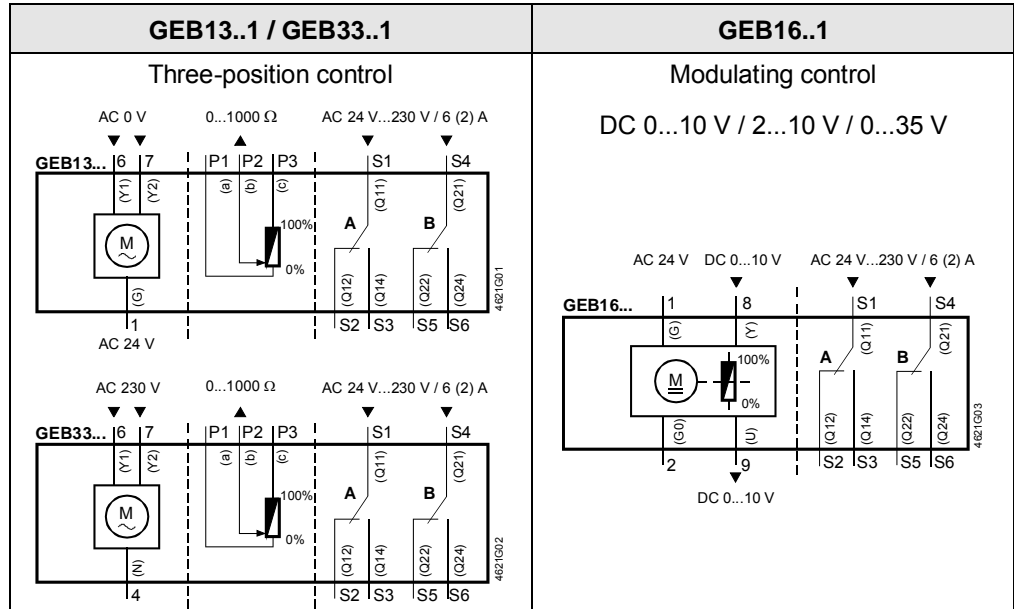 GEB13..1 / GEB33..1
Three-position control
AC 0 V 0...1000 Ω AC 24 V...230 V / 6 (2) A
GEB13... 6 7 P1 P2 P3 S1 S4
(Y1) (Y2) (a) (b) (c) (Q11) (Q21)
M A B 100%
0%
(G) (Q12) (Q14) (Q22) (Q24)
1 S2 S3 S5 S6
AC 24 V
4621G01
AC 230 V 0...1000 Ω AC 24 V...230 V / 6 (2) A
GEB33... 6 7 P1 P2 P3 S1 S4
(Y1) (Y2) (a) (b) (c) (Q11) (Q21)
M 100% A B
0%
(N) (Q12) (Q14) (Q22) (Q24)
4 S2 S3 S5 S6
4621G02
GEB16..1
Modulating control
DC 0...10 V / 2...10 V / 0...35 V
AC 24 V DC 0...10 V AC 24 V...230 V / 6 (2) A
GEB16... 1 8 S1 S4
(G) (Y) (Q11) (Q21)
M 100% A B
0%
(G0) (U) (Q12) (Q14) (Q22) (Q24)
2 9 S2 S3 S5 S6
DC 0...10 V
4621G03